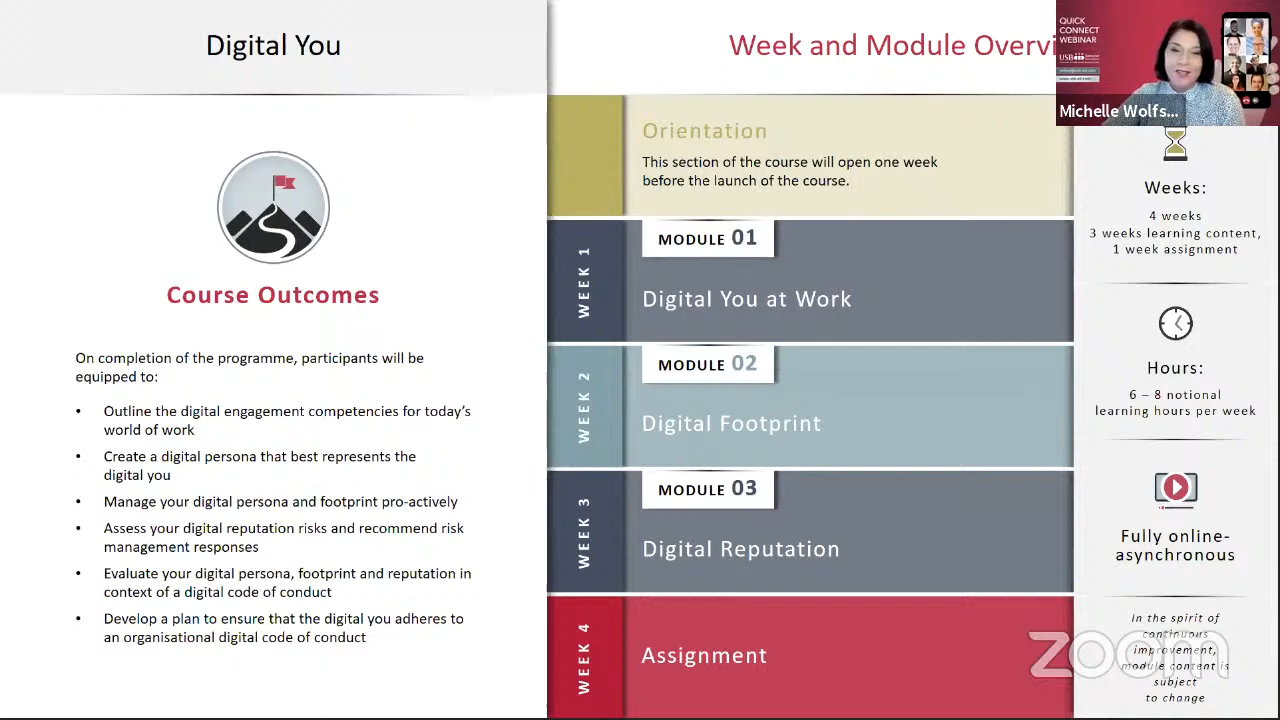 Digital You
Week and Module Overvi
QUICK
CONNECT
WEBINAR
USB
Michelle Wolfs...
Course Outcomes
On completion of the programme, participants will be
equipped to:
• Outline the digital engagement competencies for today's
world of work
• Create a digital persona that best represents the
digital you
• Manage your digital persona and footprint pro-actively
• Assess your digital reputation risks and recommend risk
management responses
• Evaluate your digital persona, footprint and reputation in
context of a digital code of conduct
• Develop a plan to ensure that the digital you adheres to
an organisational digital code of conduct
Orientation
This section of the course will open one week
before the launch of the course.
WEEK 1
MODULE 01
Digital You at Work
WEEK 2
MODULE 02
Digital Footprint
WEEK 3
MODULE 03
Digital Reputation
WEEK 4
Assignment
Weeks:
4 weeks
3 weeks learning content,
1 week assignment
Hours:
6 – 8 notional
learning hours per week
Fully online-
asynchronous
In the spirit of
continuous
improvement,
module content is
subject
to change
zoom